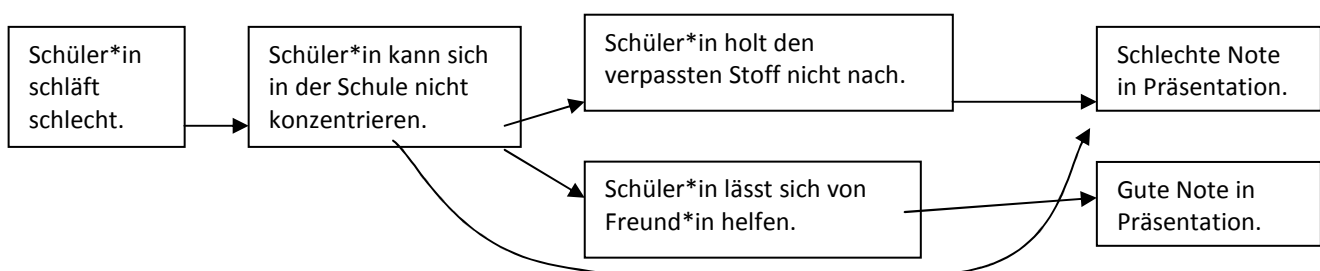 Schüler*in
schläft
schlecht.
Schüler*in kann sich
in der Schule nicht
konzentrieren.
Schüler*in holt den
verpassten Stoff nicht nach.
Schüler*in lässt sich von
Freund*in helfen.
Schlechte Note
in Präsentation.
Gute Note in
Präsentation.